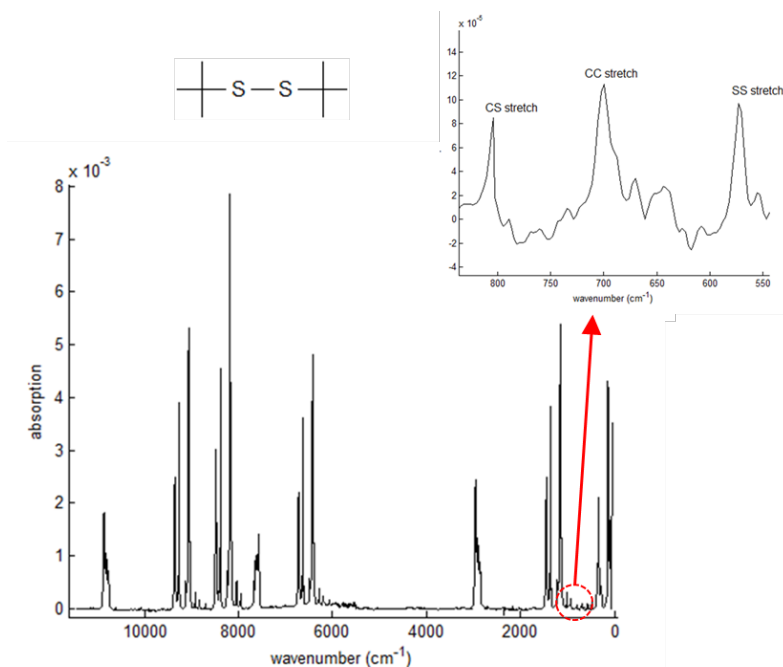 S — S
x 10⁻⁵
14
12
10
8
6
4
2
0
-2
-4
CS stretch
CC stretch
SS stretch
800 750 700 650 600 550
wavenumber (cm⁻¹)
x 10⁻³
8
7
6
5
4
3
2
1
0
absorption
10000 8000 6000 4000 2000 0
wavenumber (cm⁻¹)